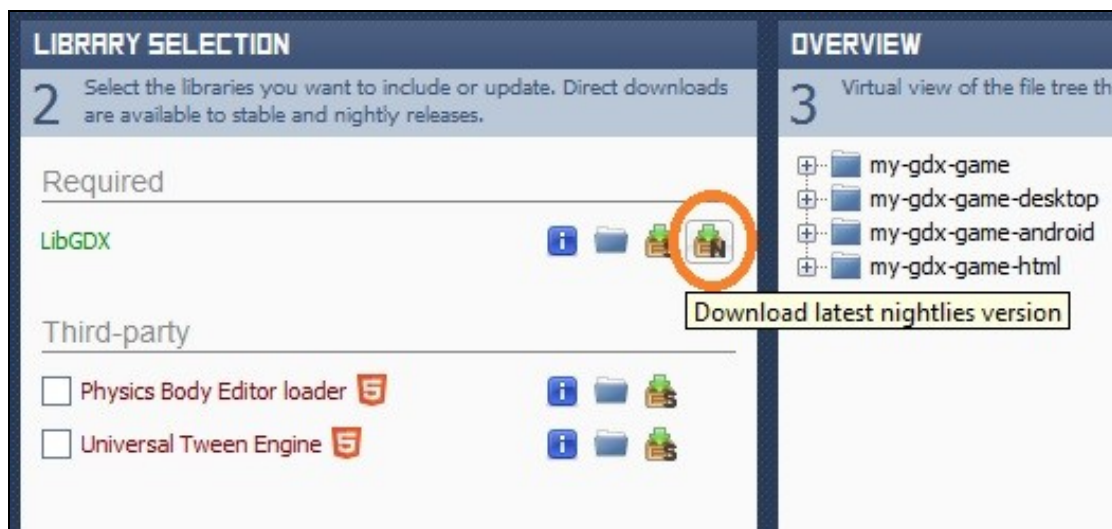 LIBRARY SELECTION
2
Select the libraries you want to include or update. Direct downloads
are available to stable and nightly releases.
Required
LibGDX
Third-party
Physics Body Editor loader
Universal Tween Engine
OVERVIEW
3
Virtual view of the file tree th
my-gdx-game
my-gdx-game-desktop
my-gdx-game-android
my-gdx-game-html
Download latest nightlies version